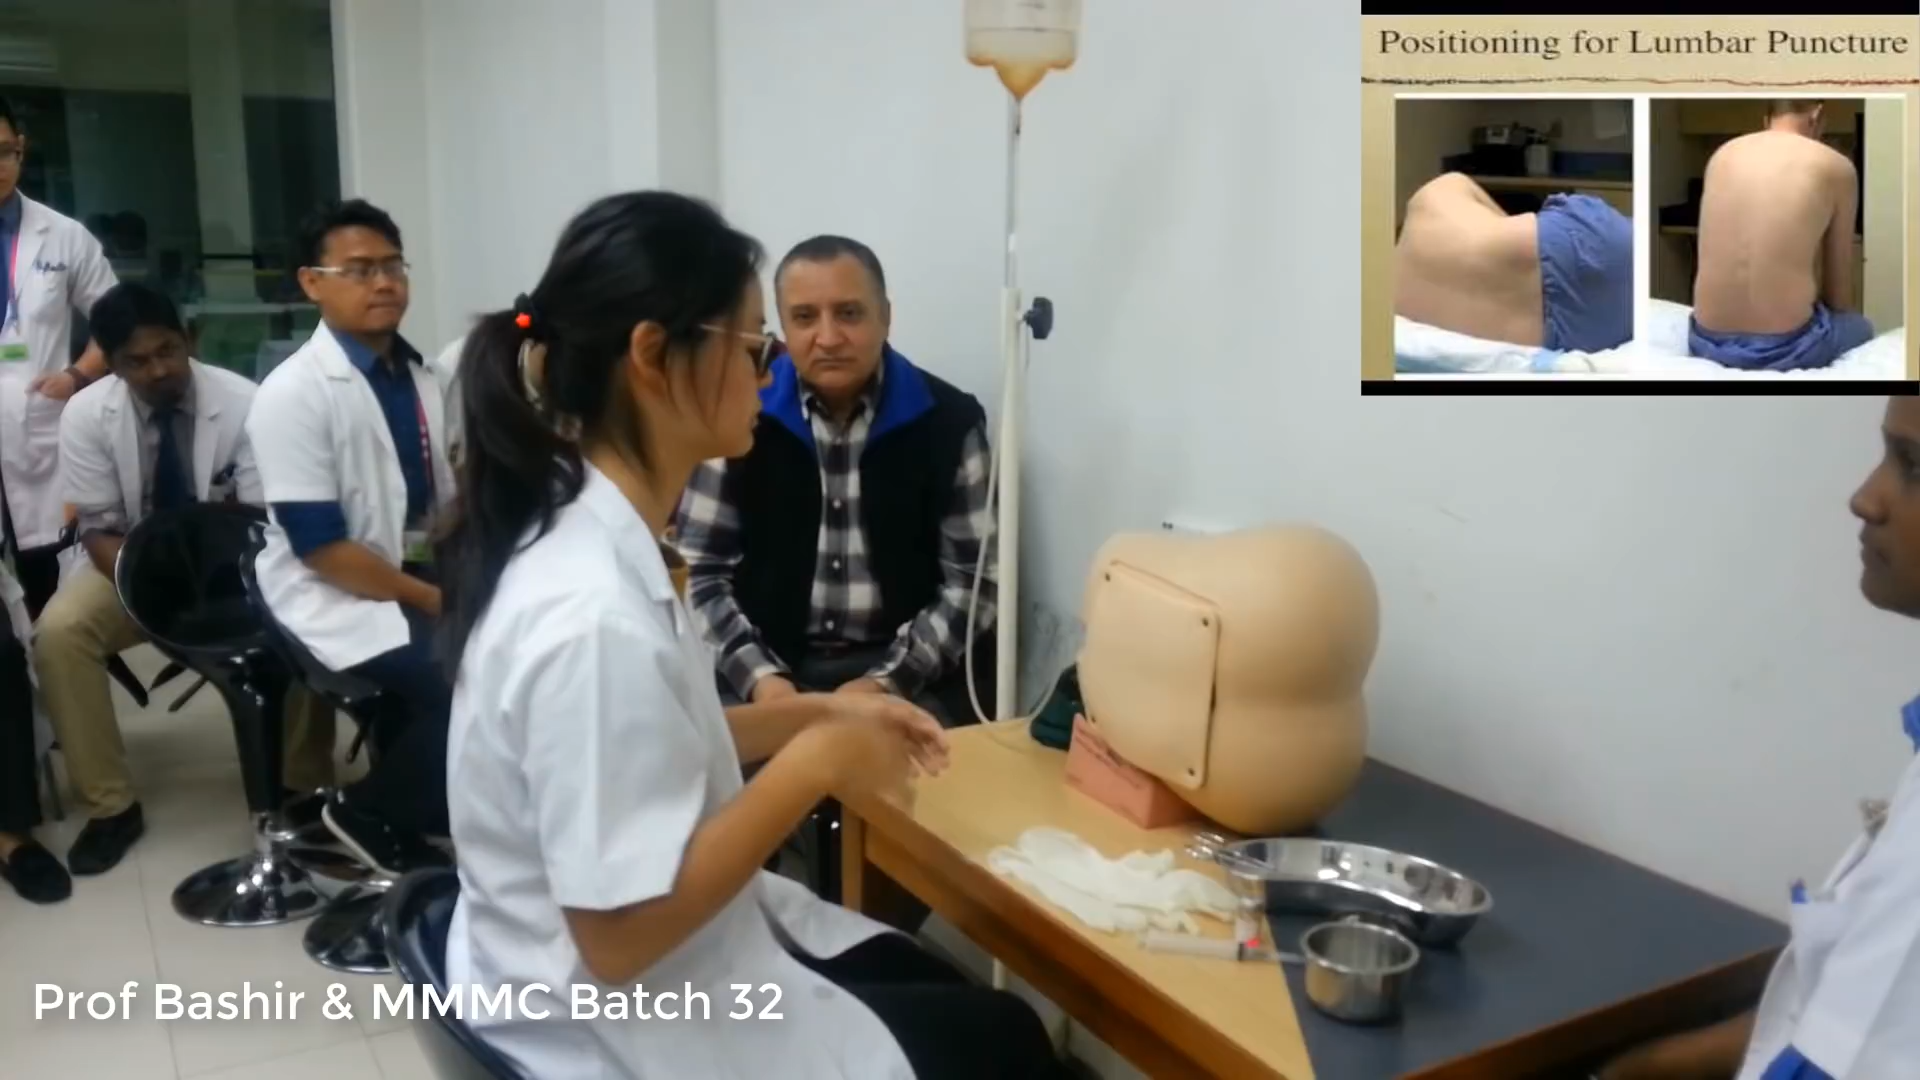 Positioning for Lumbar Puncture
Prof Bashir & MMMC Batch 32